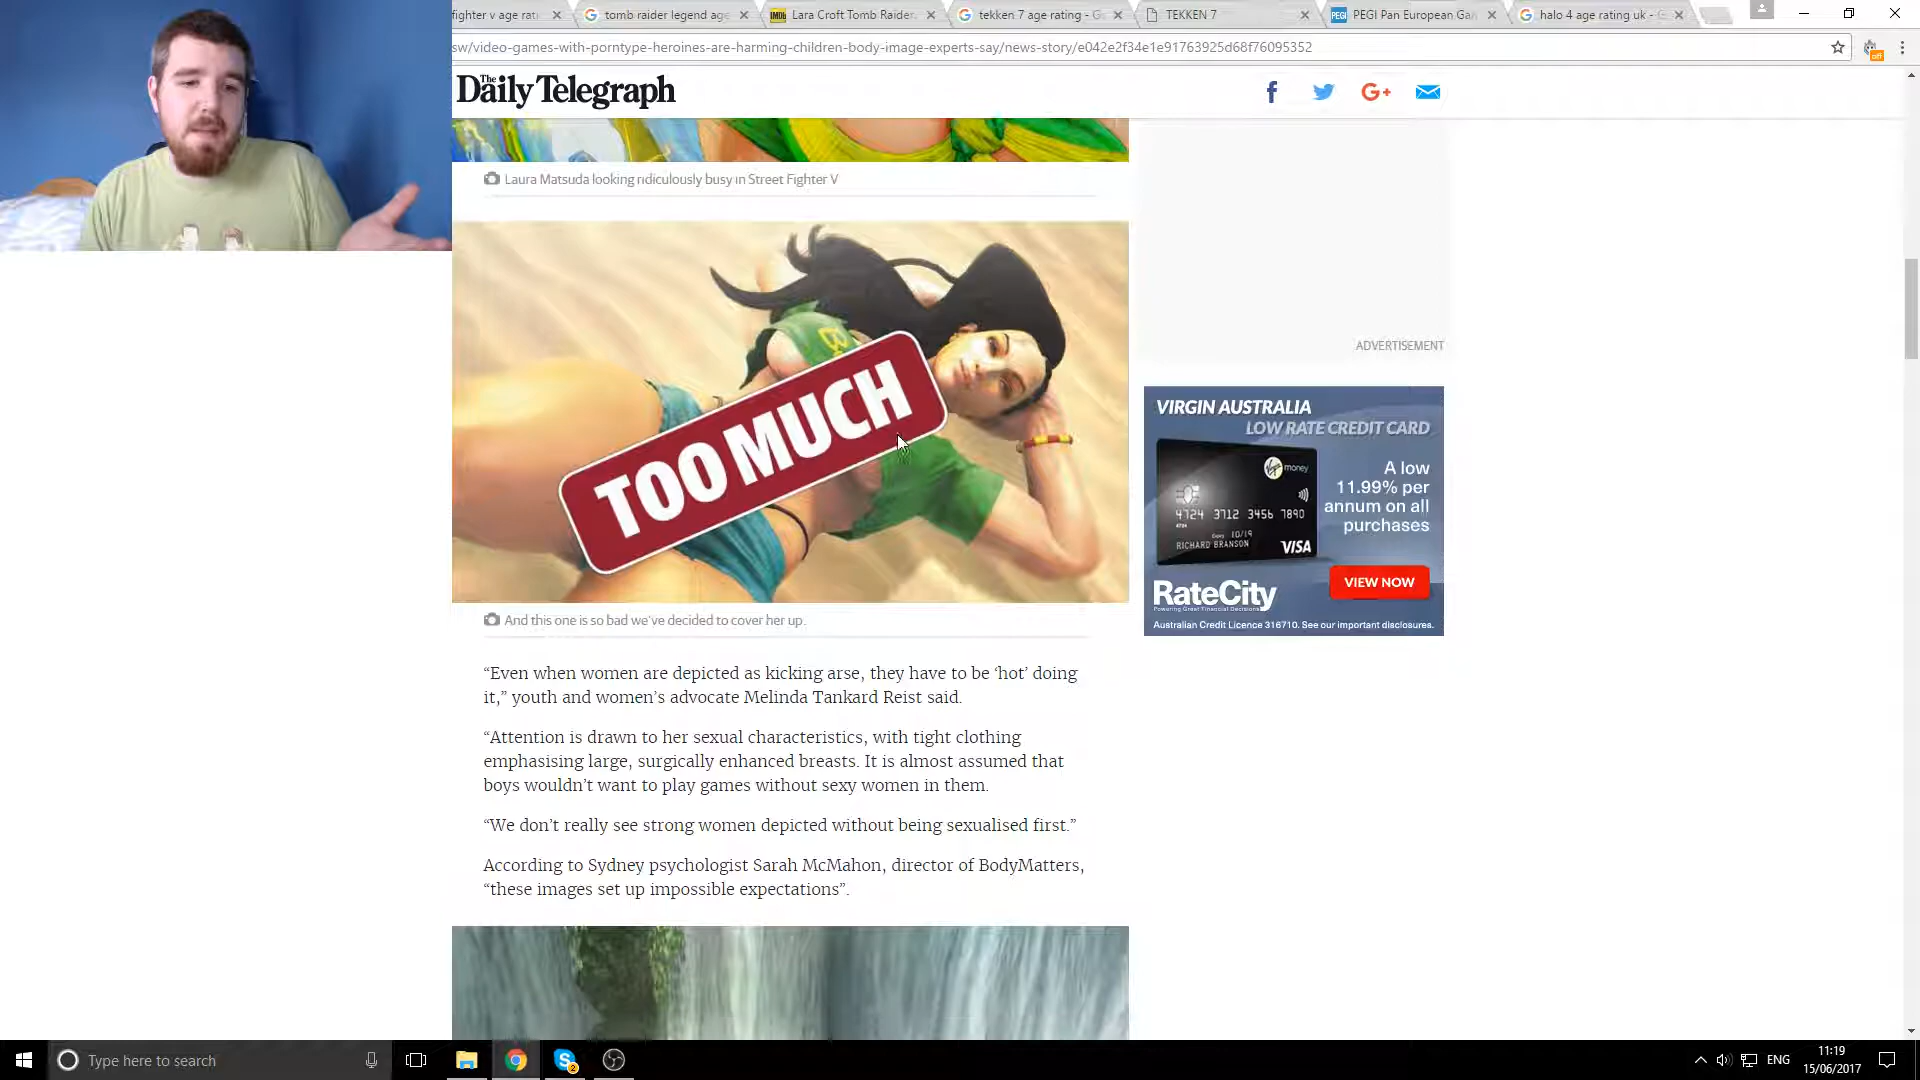 fighter v age rati
tomb raider legend age
Lara Croft Tomb Raider.
tekken 7 age rating - G
TEKKEN 7
PEGI Pan European Ga
halo 4 age rating uk - G
sw/video-games-with-porntype-heroines-are-harming-children-body-image-experts-say/news-story/e042e2f34e1e91763925d68f76095352
off
The Daily Telegraph
Laura Matsuda looking ridiculously busy in Street Fighter V
TOO MUCH
And this one is so bad we've decided to cover her up.
“Even when women are depicted as kicking arse, they have to be ‘hot’ doing
it,” youth and women’s advocate Melinda Tankard Reist said.
“Attention is drawn to her sexual characteristics, with tight clothing
emphasising large, surgically enhanced breasts. It is almost assumed that
boys wouldn’t want to play games without sexy women in them.
“We don’t really see strong women depicted without being sexualised first.”
According to Sydney psychologist Sarah McMahon, director of BodyMatters,
“these images set up impossible expectations”.
ADVERTISEMENT
VIRGIN AUSTRALIA
LOW RATE CREDIT CARD
money
4724 3712 3456 7890
10/19
RICHARD BRANSON
VISA
A low
11.99% per
annum on all
purchases
RateCity
Powering Great Financial Decisions
VIEW NOW
Australian Credit Licence 316710. See our important disclosures.
Type here to search
2
ENG
11:19
15/06/2017